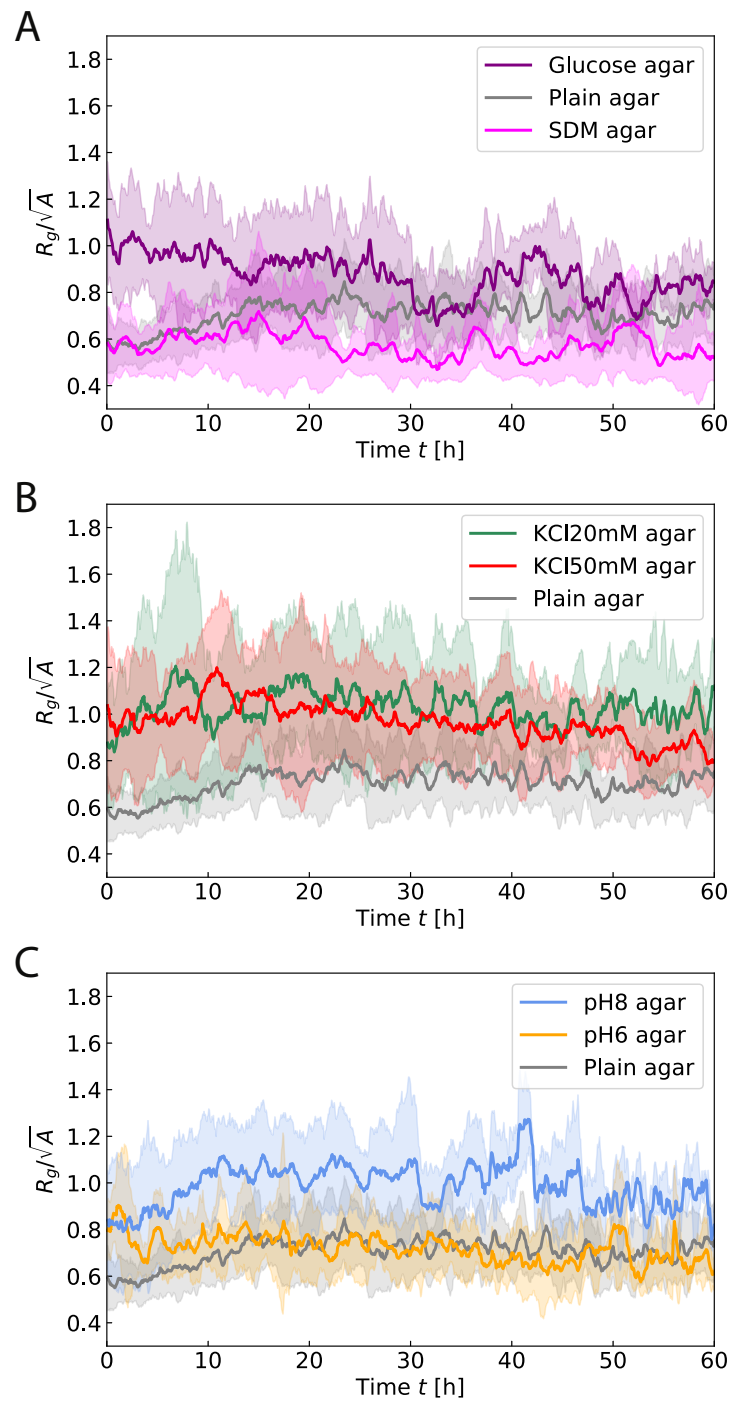 A
1.8
1.6
1.4
1.2
1.0
0.8
0.6
0.4
R_g/√A
Glucose agar
Plain agar
SDM agar
0 10 20 30 40 50 60
Time t [h]
B
1.8
1.6
1.4
1.2
1.0
0.8
0.6
0.4
R_g/√A
KCl20mM agar
KCl50mM agar
Plain agar
0 10 20 30 40 50 60
Time t [h]
C
1.8
1.6
1.4
1.2
1.0
0.8
0.6
0.4
R_g/√A
pH8 agar
pH6 agar
Plain agar
0 10 20 30 40 50 60
Time t [h]